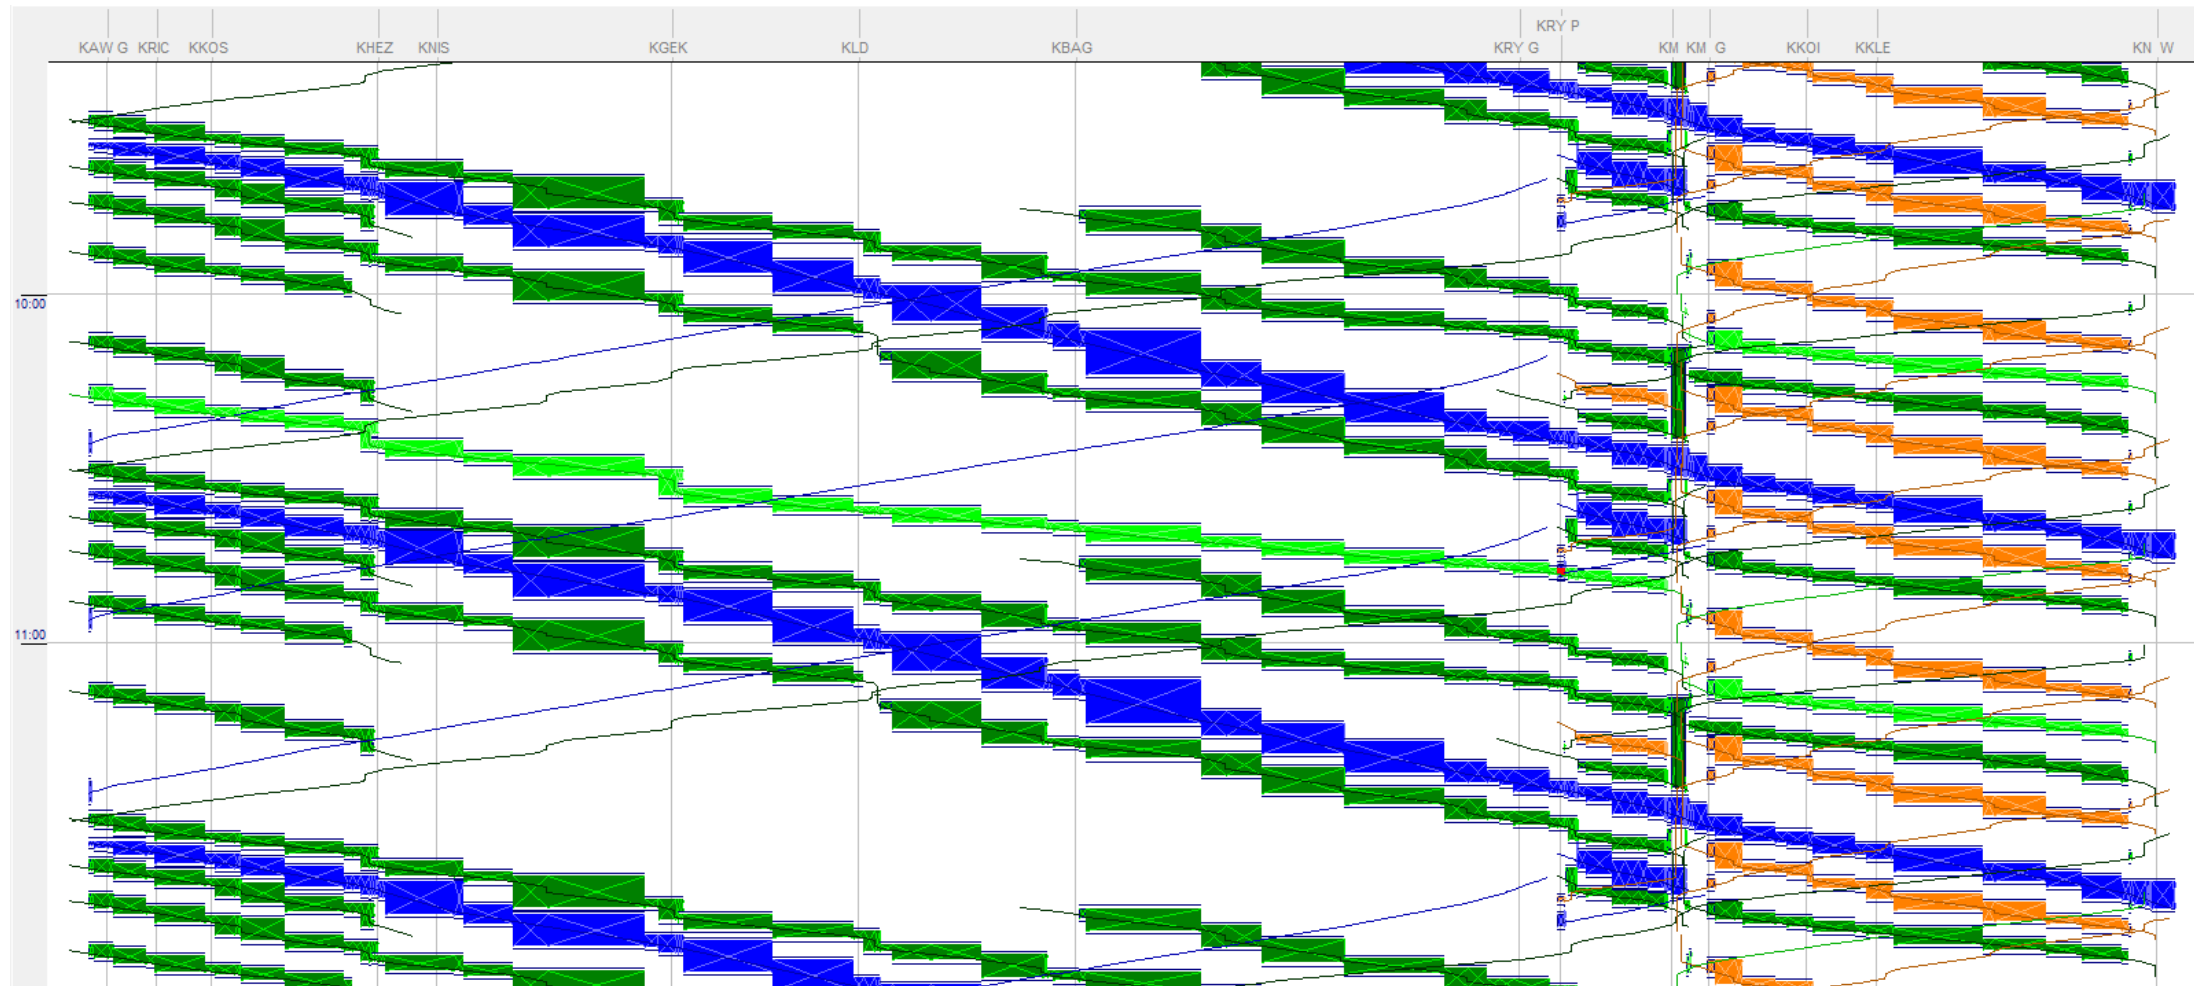 KRY P
KAW G KRIC KKOS KHEZ KNIS KGEK KLD KBAG KRY G KM KM G KKOI KKLE KN W
10:00
11:00